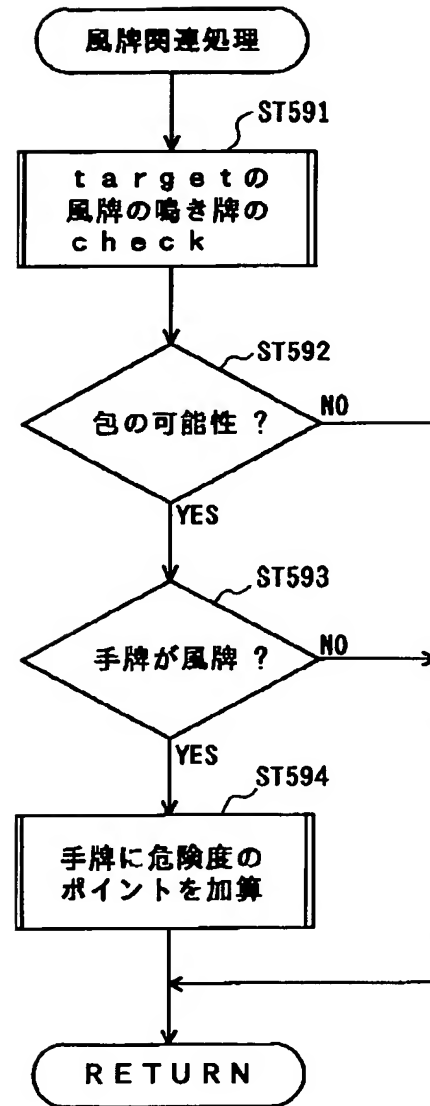 風牌関連処理
ST591
ｔａｒｇｅｔの
風牌の鳴き牌の
ｃｈｅｃｋ
ST592
包の可能性？
NO
YES
ST593
手牌が風牌？
NO
YES
ST594
手牌に危険度の
ポイントを加算
ＲＥＴＵＲＮ